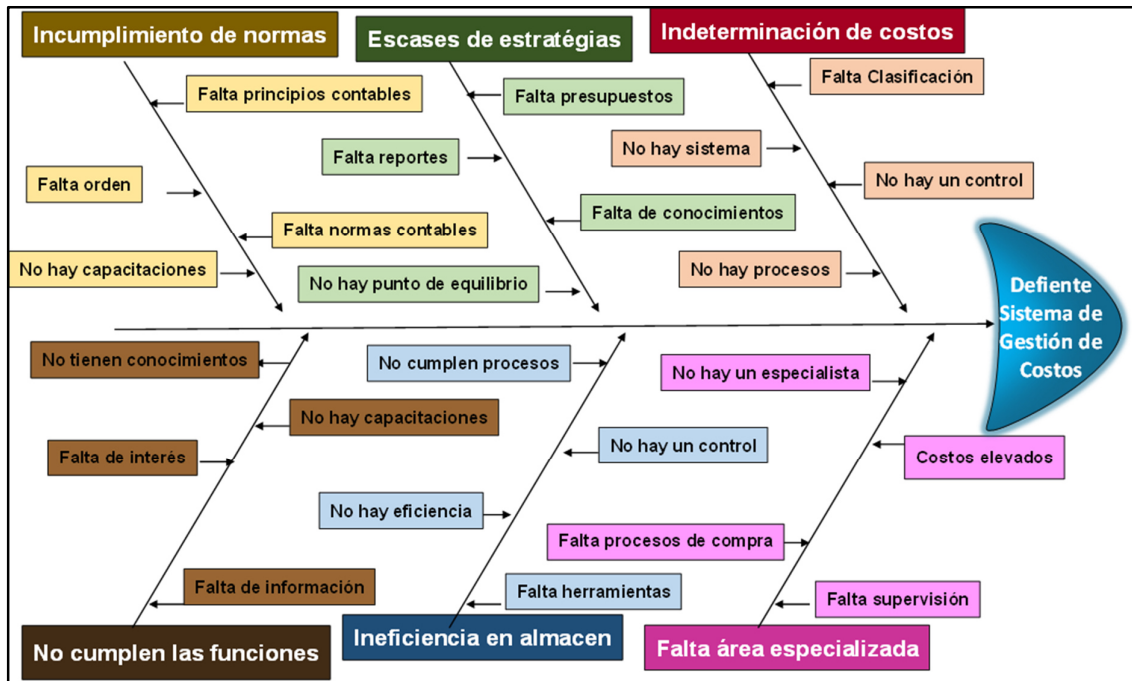 Incumplimiento de normas
Escases de estratégias
Indeterminación de costos
Falta principios contables
Falta orden
Falta normas contables
No hay capacitaciones
Falta presupuestos
Falta reportes
Falta de conocimientos
No hay punto de equilibrio
Falta Clasificación
No hay sistema
No hay un control
No hay procesos
Defiente
Sistema de
Gestión de
Costos
No tienen conocimientos
No hay capacitaciones
Falta de interés
Falta de información
No cumplen procesos
No hay un control
No hay eficiencia
Falta herramientas
No hay un especialista
Costos elevados
Falta procesos de compra
Falta supervisión
No cumplen las funciones
Ineficiencia en almacen
Falta área especializada